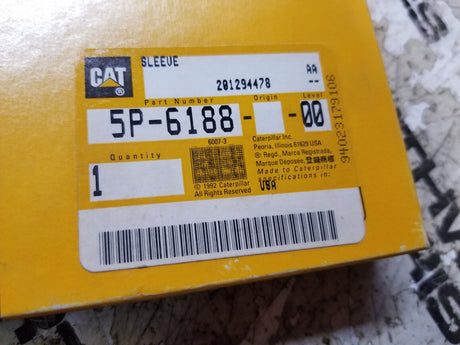 SLEEVE
CAT ®
201294478 AA
--
Part Number Origin Level
5P-6188- -00
6007-3
Quantity
1
© 1992 Caterpillar
All Rights Reserved
Caterpillar Inc.
Peoria, Illinois 61629 USA
® Regd., Marca Registrada,
Marque Déposée, 登録商標
Made to Caterpillar
specifications in:
USA
94023179106